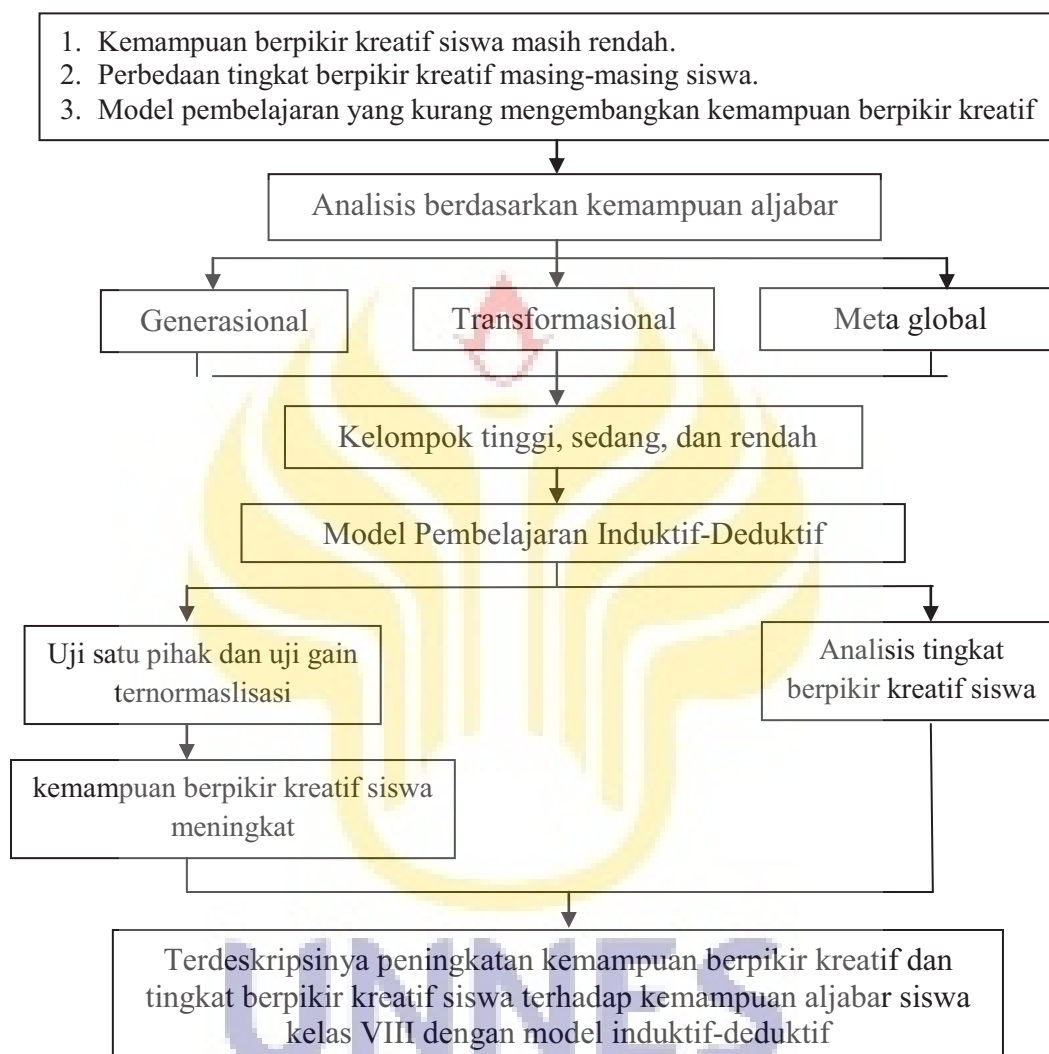 1. Kemampuan berpikir kreatif siswa masih rendah.
2. Perbedaan tingkat berpikir kreatif masing-masing siswa.
3. Model pembelajaran yang kurang mengembangkan kemampuan berpikir kreatif
Analisis berdasarkan kemampuan aljabar
Generasional
Transformasional
Meta global
Kelompok tinggi, sedang, dan rendah
Model Pembelajaran Induktif-Deduktif
Uji satu pihak dan uji gain
ternormaslisasi
Analisis tingkat
berpikir kreatif siswa
kemampuan berpikir kreatif siswa
meningkat
Terdeskripsinya peningkatan kemampuan berpikir kreatif dan
tingkat berpikir kreatif siswa terhadap kemampuan aljabar siswa
kelas VIII dengan model induktif-deduktif
UNNES